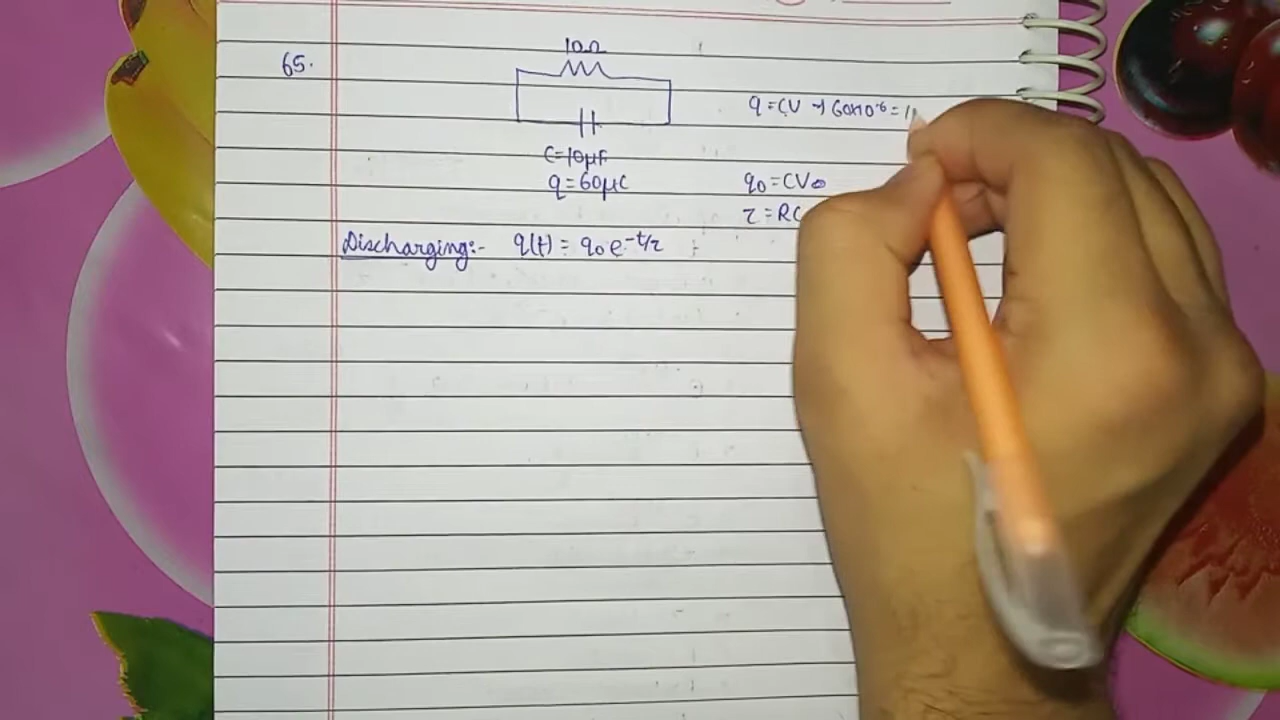 65.
10Ω
q = CV → 60×10⁻⁶ = 1
C=10μF
q=60μC
q₀ = CV₀
τ = RC
Discharging:- q(t) = q₀e^-t/τ ;